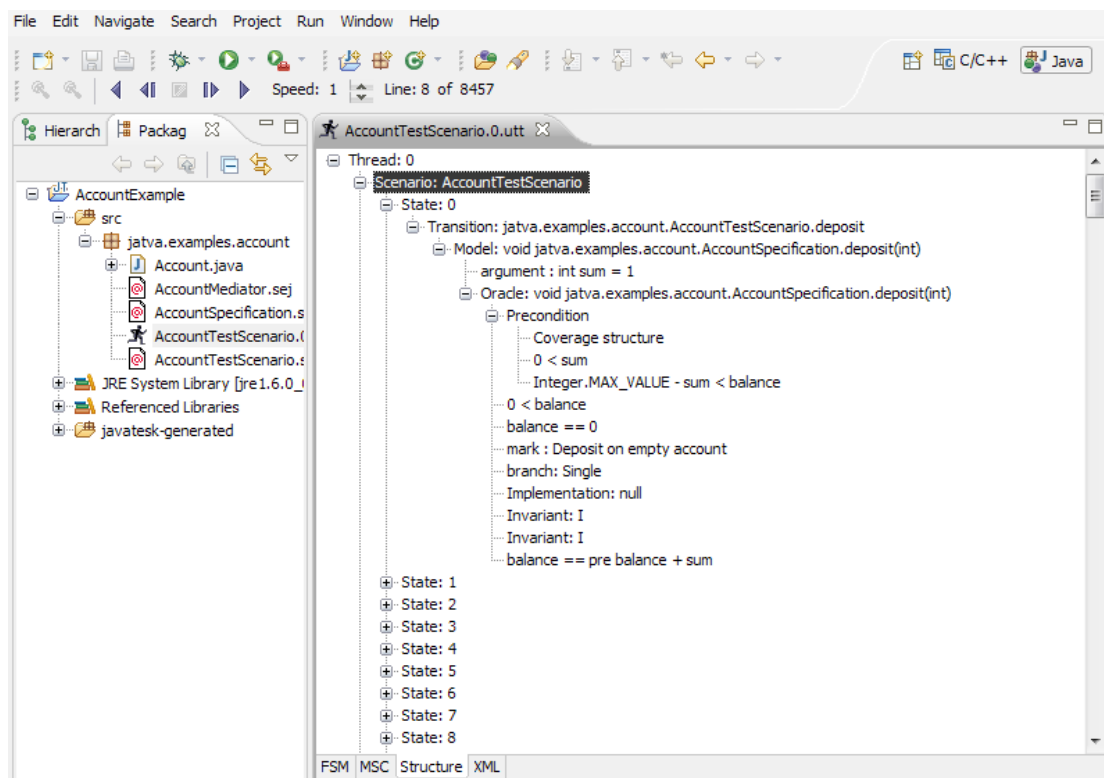 File Edit Navigate Search Project Run Window Help
C/C++ Java
Speed: 1 Line: 8 of 8457
Hierarch Packag
AccountTestScenario.0.utt
AccountExample
src
jatva.examples.account
Account.java
AccountMediator.sej
AccountSpecification.s
AccountTestScenario.0
AccountTestScenario.s
JRE System Library [jre1.6.0_
Referenced Libraries
javatesk-generated
Thread: 0
Scenario: AccountTestScenario
State: 0
Transition: jatva.examples.account.AccountTestScenario.deposit
Model: void jatva.examples.account.AccountSpecification.deposit(int)
argument : int sum = 1
Oracle: void jatva.examples.account.AccountSpecification.deposit(int)
Precondition
Coverage structure
0 < sum
Integer.MAX_VALUE - sum < balance
0 < balance
balance == 0
mark : Deposit on empty account
branch: Single
Implementation: null
Invariant: I
Invariant: I
balance == pre balance + sum
State: 1
State: 2
State: 3
State: 4
State: 5
State: 6
State: 7
State: 8
FSM MSC Structure XML